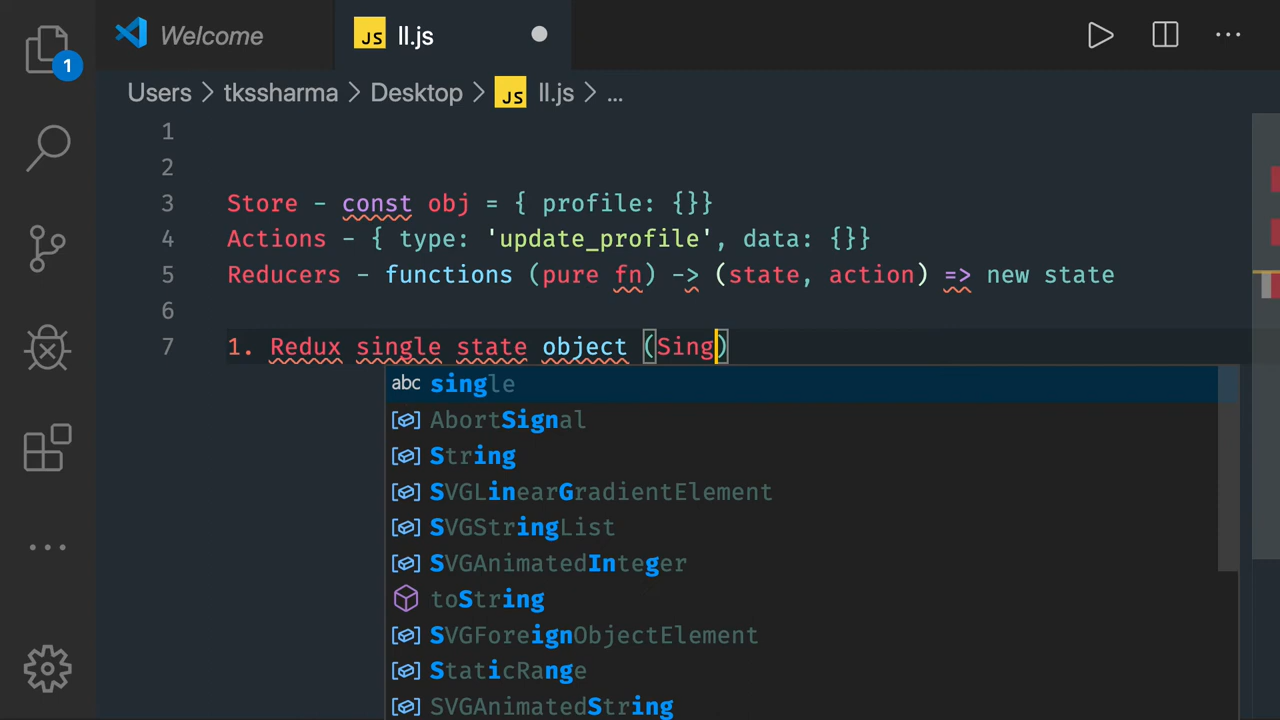 Welcome
JS ll.js
1
Users > tkssharma > Desktop > JS ll.js > ...
1
2
3 Store - const obj = { profile: {}}
4 Actions - { type: 'update_profile', data: {}}
5 Reducers - functions (pure fn) -> (state, action) => new state
6
7 1. Redux single state object (Sing)
abc single
AbortSignal
String
SVGLinearGradientElement
SVGStringList
SVGAnimatedInteger
toString
SVGForeignObjectElement
StaticRange
SVGAnimatedString